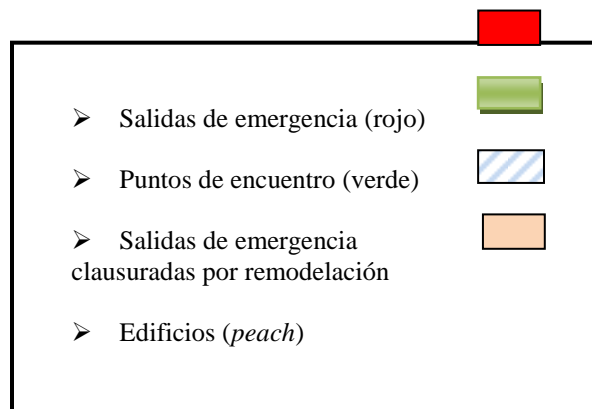 ➢ Salidas de emergencia (rojo)
➢ Puntos de encuentro (verde)
➢ Salidas de emergencia
clausuradas por remodelación
➢ Edificios (peach)